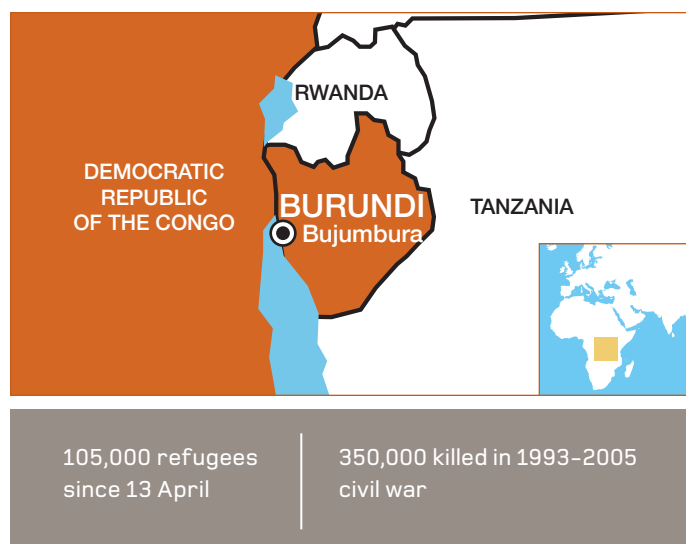 RWANDA
DEMOCRATIC
REPUBLIC
OF THE CONGO
BURUNDI
Bujumbura
TANZANIA
105,000 refugees
since 13 April
350,000 killed in 1993–2005
civil war